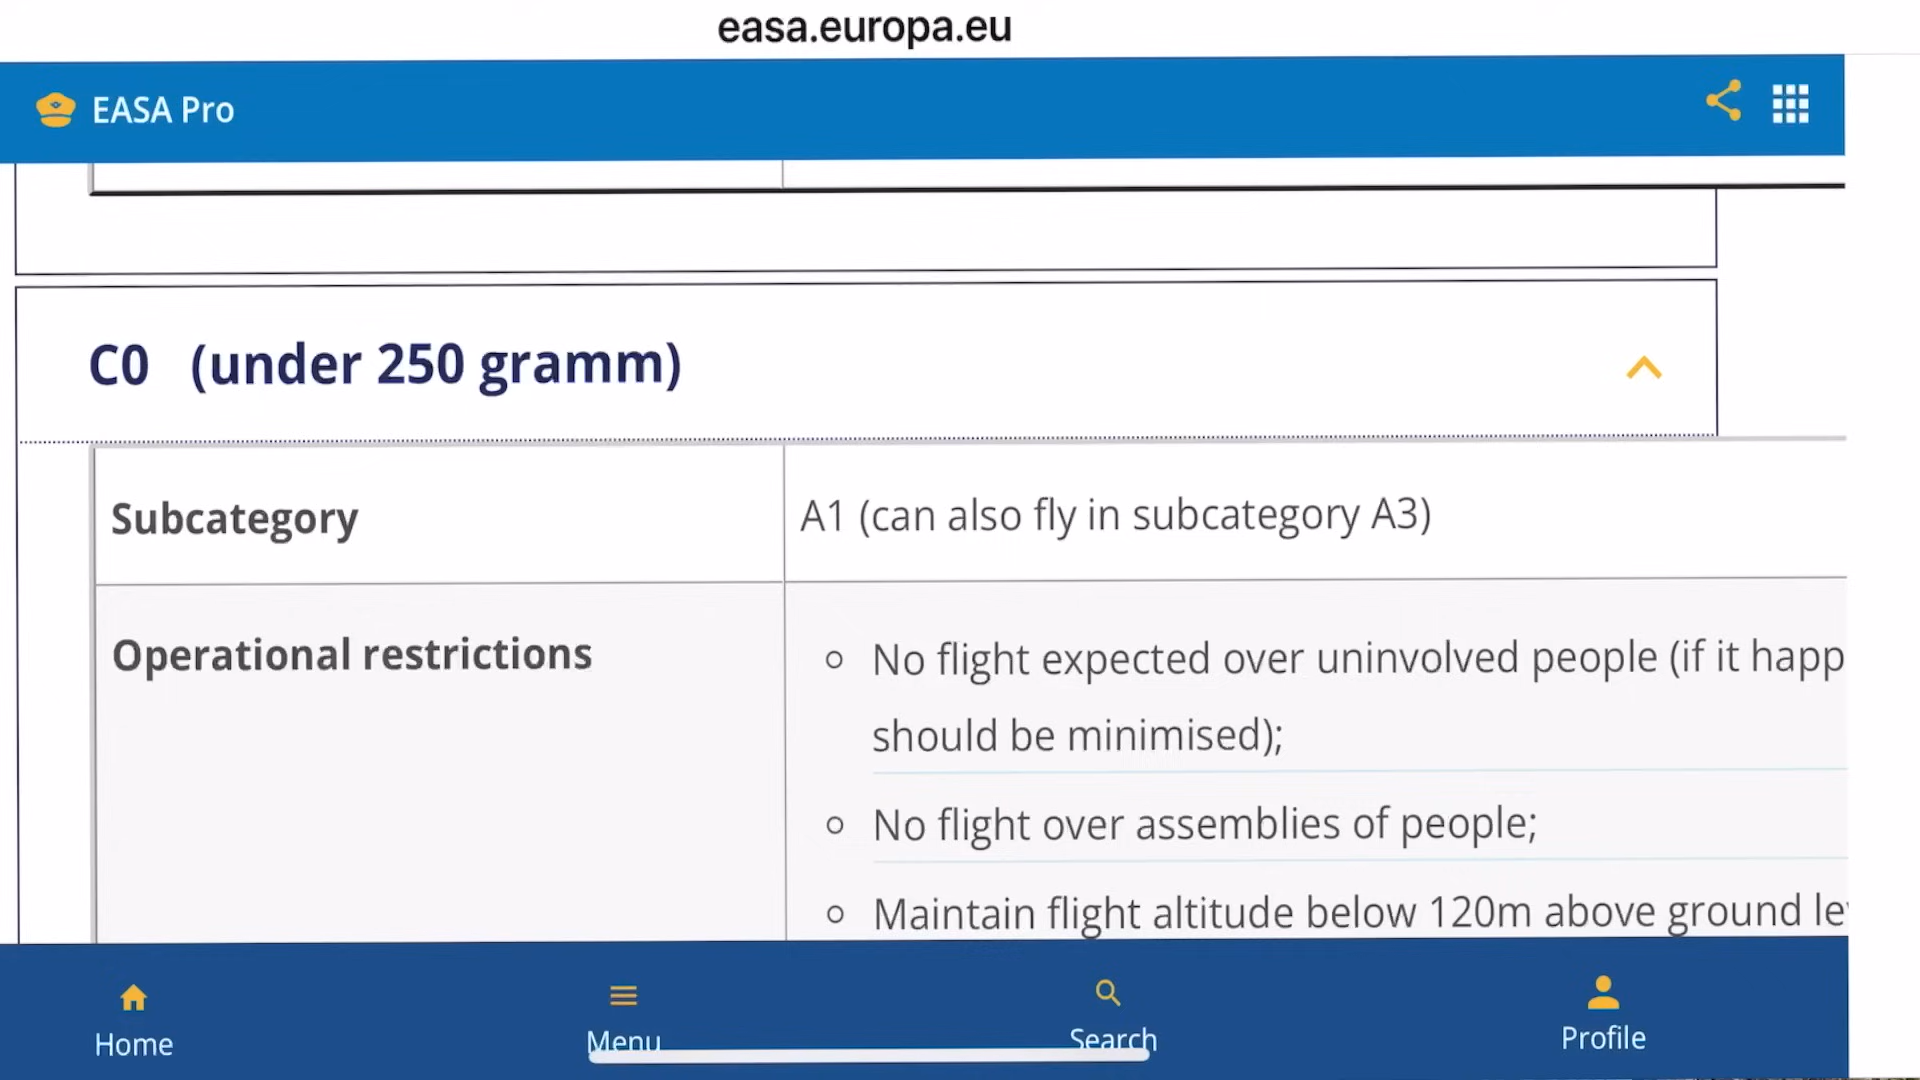 easa.europa.eu
EASA Pro
C0 (under 250 gramm)
Subcategory
A1 (can also fly in subcategory A3)
Operational restrictions
No flight expected over uninvolved people (if it happ
should be minimised);
No flight over assemblies of people;
Maintain flight altitude below 120m above ground le
Home
Menu
Search
Profile